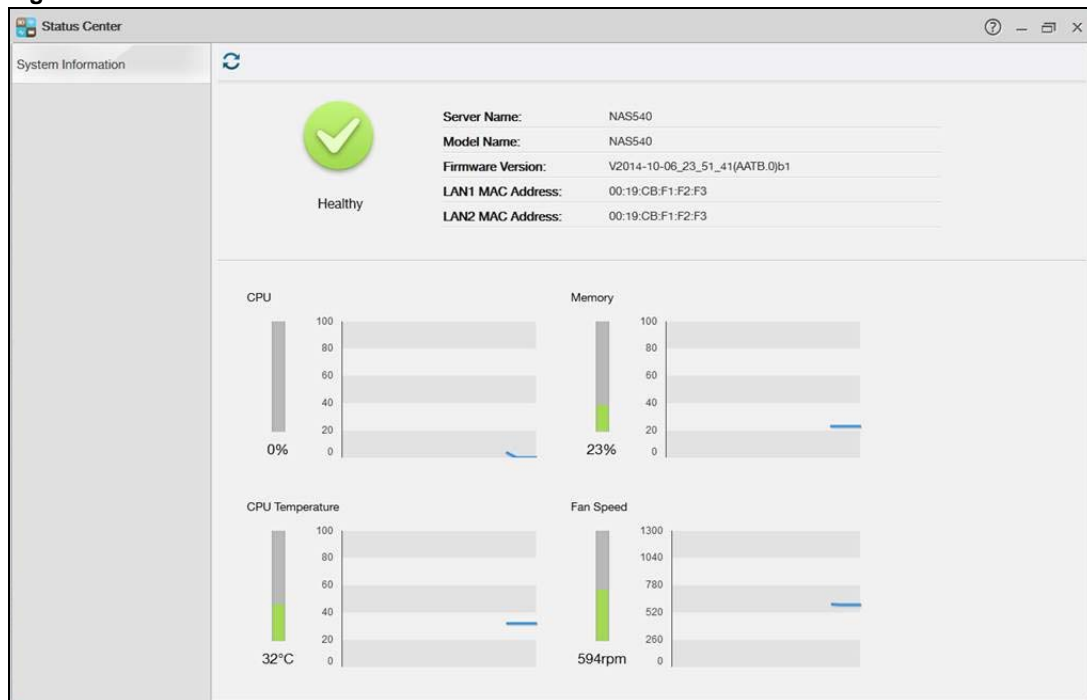 Status Center
System Information
Healthy
Server Name: NAS540
Model Name: NAS540
Firmware Version: V2014-10-06_23_51_41(AATB.0)b1
LAN1 MAC Address: 00:19:CB:F1:F2:F3
LAN2 MAC Address: 00:19:CB:F1:F2:F3
CPU
100
80
60
40
20
0
0%
Memory
100
80
60
40
20
0
23%
CPU Temperature
100
80
60
40
20
0
32°C
Fan Speed
1300
1040
780
520
260
0
594rpm